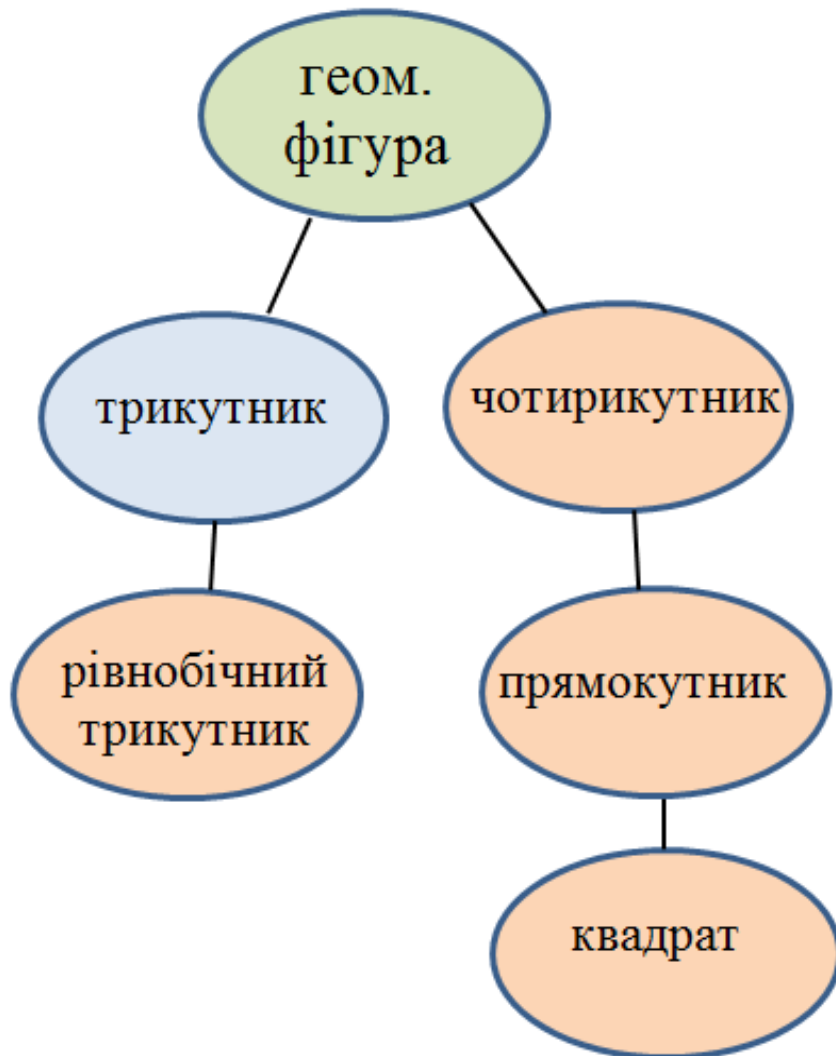 геом.
фігура
трикутник
чотирикутник
рівнобічний
трикутник
прямокутник
квадрат